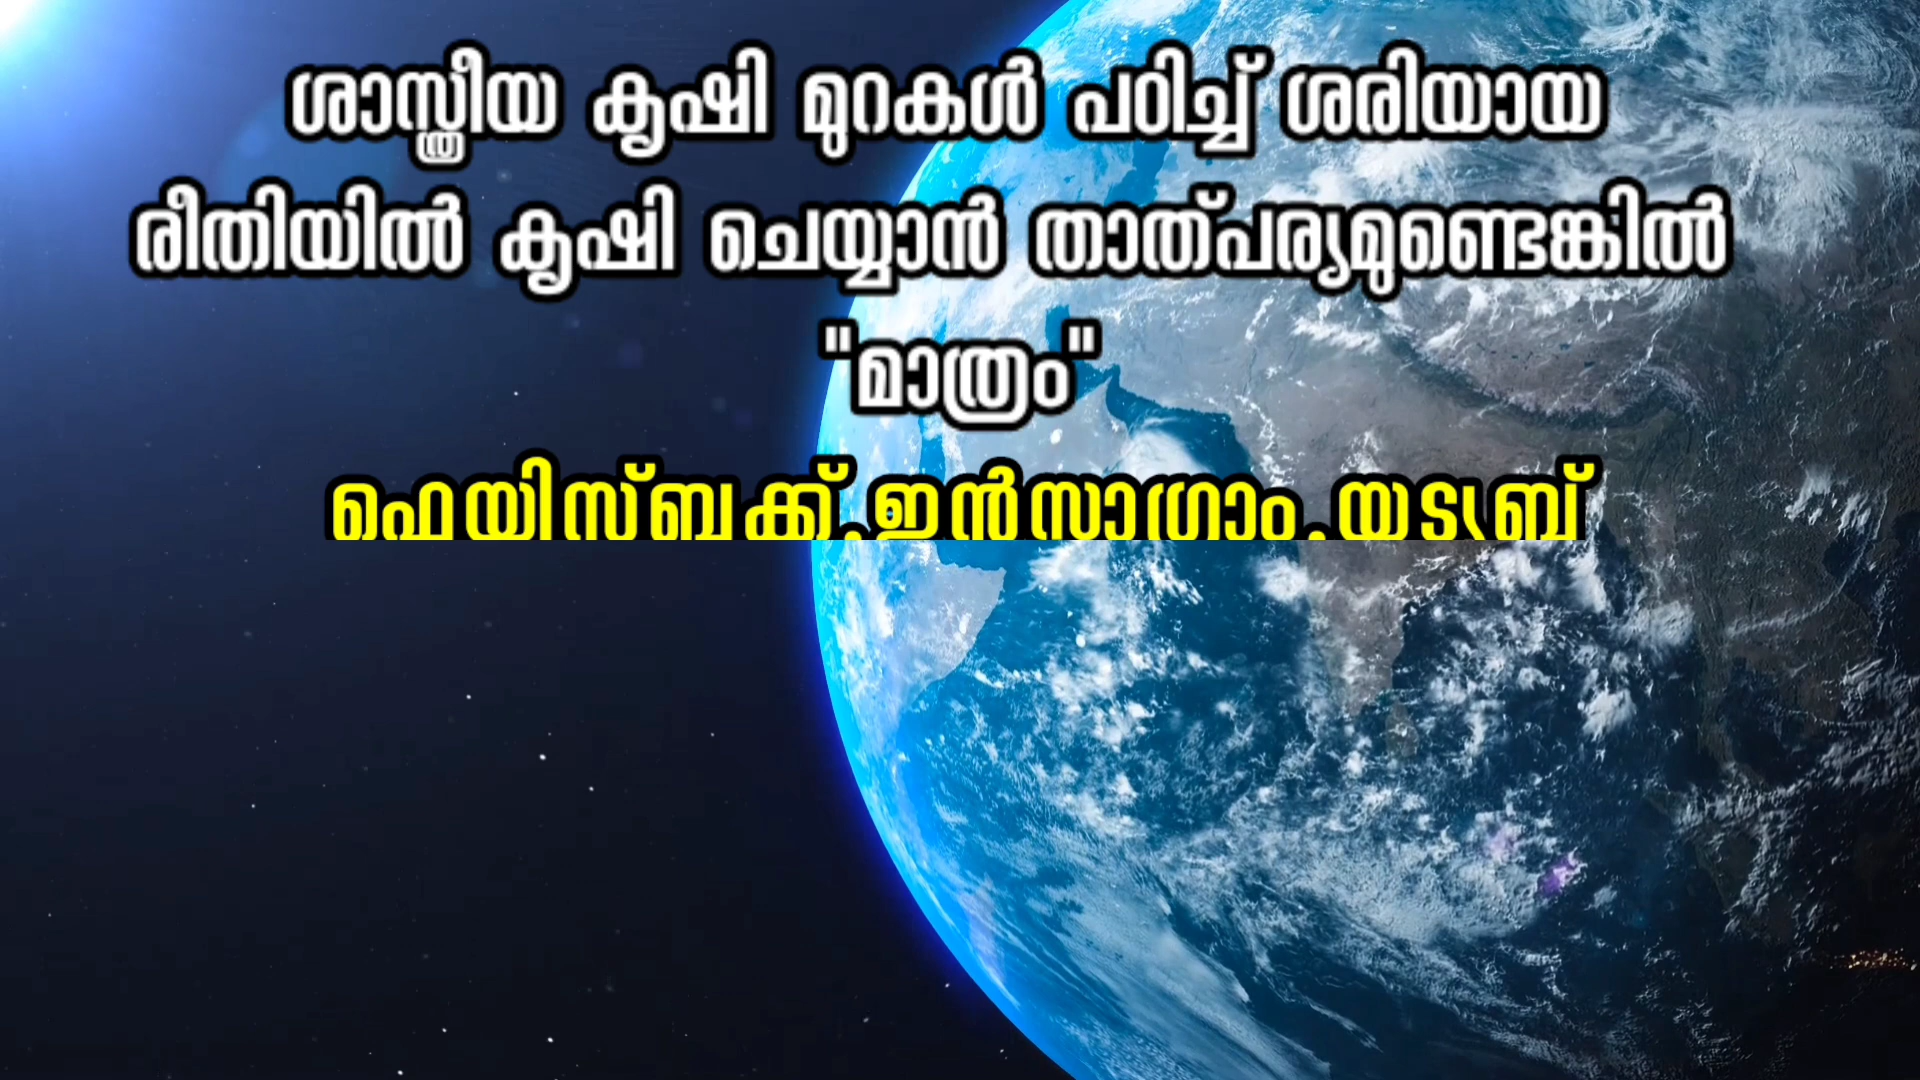 ശാസ്ത്രീയ കൃഷി മുറകൾ പഠിച്ച് ശരിയായ
രീതിയിൽ കൃഷി ചെയ്യാൻ താത്പര്യമുണ്ടെങ്കിൽ
"മാത്രം"
ഫെയിസ്ബുക്ക്,ഇൻസാഗ്രാം,യുടൂബ്